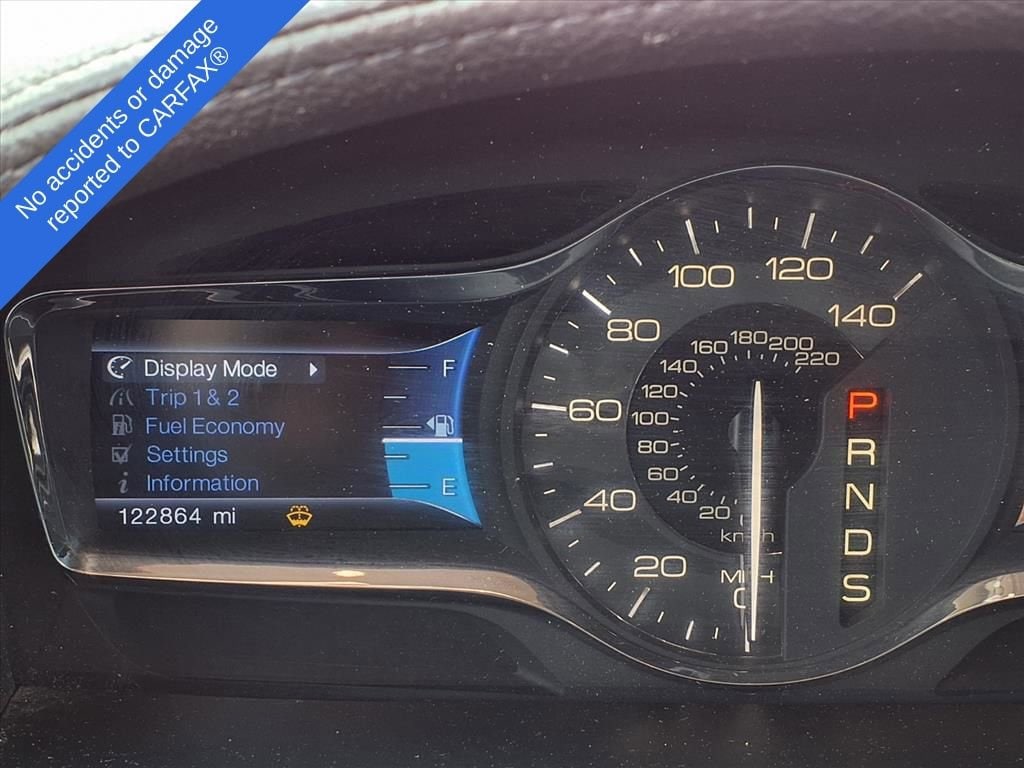 No accidents or damage
reported to CARFAX®
Display Mode
Trip 1 & 2
Fuel Economy
Settings
Information
122864 mi
F
E
0
20
40
60
80
100
120
140
MPH
20
40
60
80
100
120
140
160
180
200
220
km/h
P
R
N
D
S